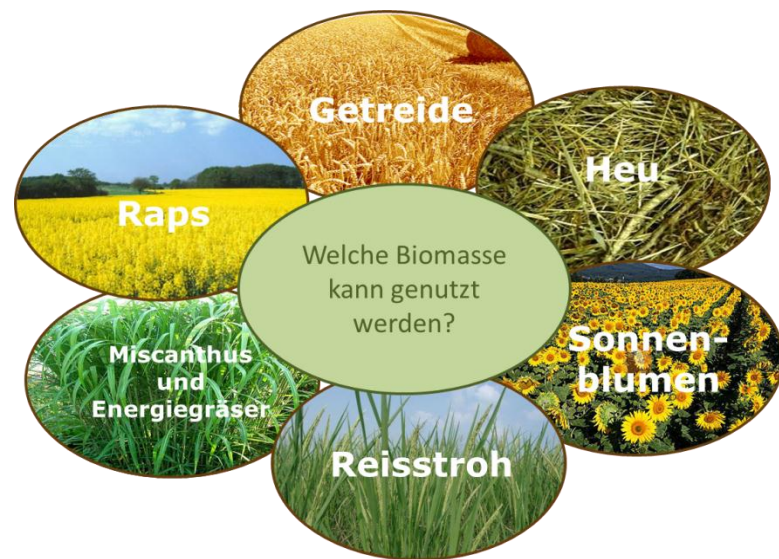 Getreide
Heu
Raps
Welche Biomasse
kann genutzt
werden?
Sonnen-
blumen
Miscanthus
und
Energiegräser
Reisstroh